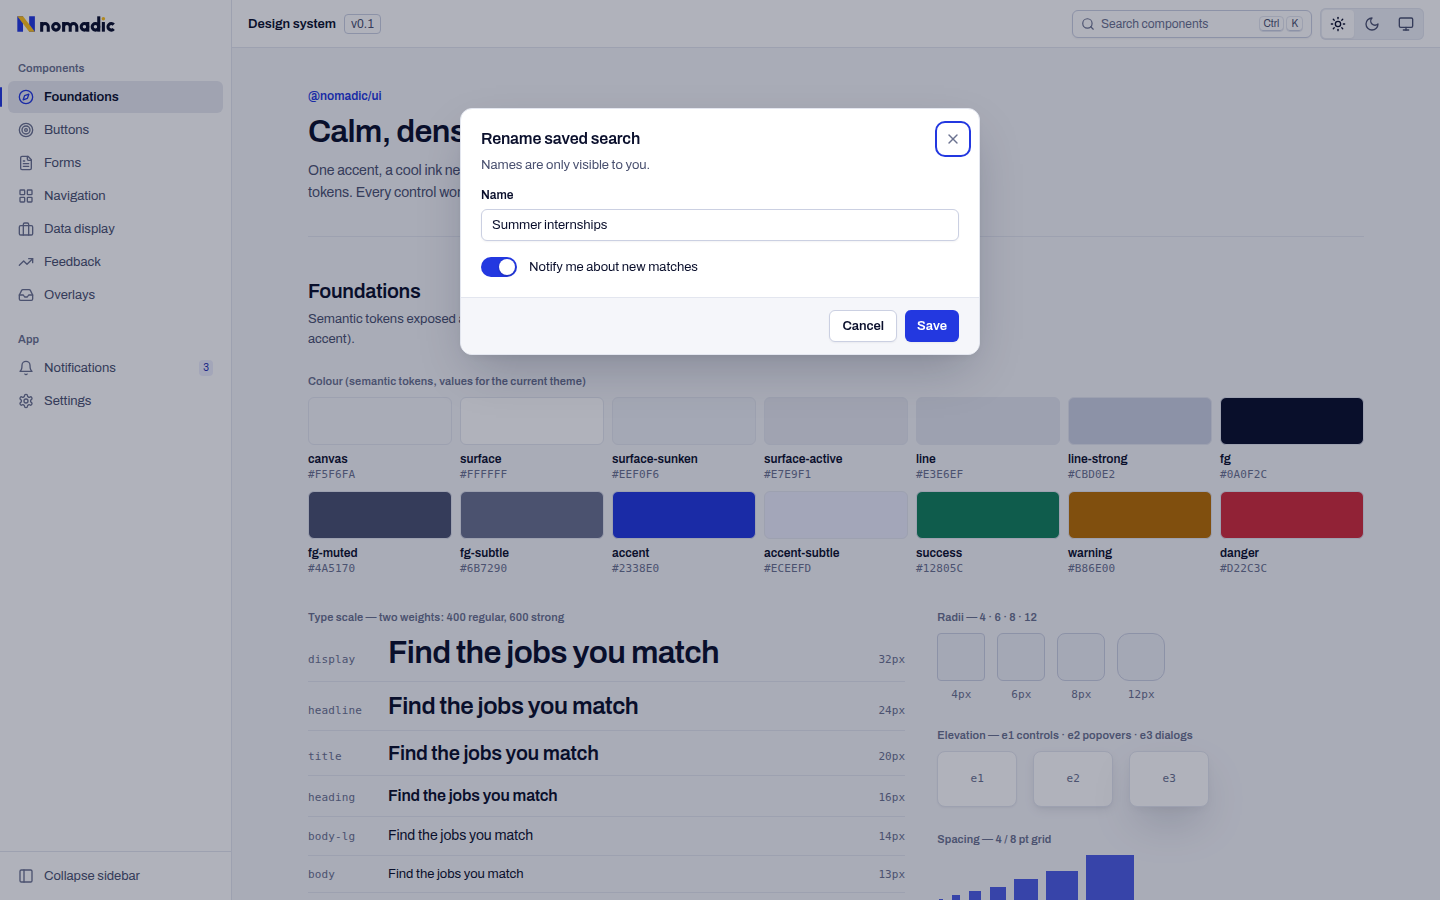 nomadic
Design system v0.1
Search components Ctrl K
Components
Foundations
Buttons
Forms
Navigation
Data display
Feedback
Overlays
App
Notifications 3
Settings
Collapse sidebar
@nomadic/ui
Calm, dens
One accent, a cool ink ne
tokens. Every control wor
Rename saved search
Names are only visible to you.
Name
Summer internships
Notify me about new matches
Cancel Save
Foundations
Semantic tokens exposed
accent).
Colour (semantic tokens, values for the current theme)
canvas surface surface-sunken surface-active line line-strong fg
#F5F6FA #FFFFFF #EEF0F6 #E7E9F1 #E3E6EF #CBD0E2 #0A0F2C
fg-muted fg-subtle accent accent-subtle success warning danger
#4A5170 #6B7290 #2338E0 #ECEEFD #12805C #B86E00 #D22C3C
Type scale — two weights: 400 regular, 600 strong
display Find the jobs you match 32px
headline Find the jobs you match 24px
title Find the jobs you match 20px
heading Find the jobs you match 16px
body-lg Find the jobs you match 14px
body Find the jobs you match 13px
Radii — 4 · 6 · 8 · 12
4px 6px 8px 12px
Elevation — e1 controls · e2 popovers · e3 dialogs
e1 e2 e3
Spacing — 4 / 8 pt grid